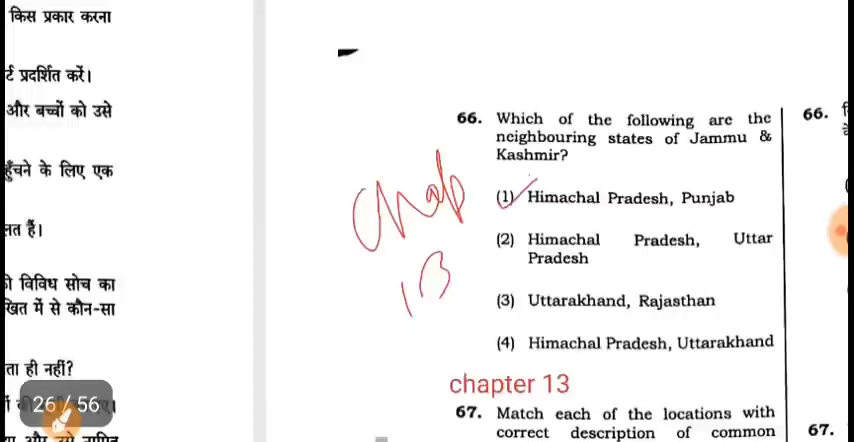 किस प्रकार करना
र्ट प्रदर्शित करें।
और बच्चों को उसे
हुँचने के लिए एक
लत हैं।
ी विविध सोच का
खित में से कौन-सा
ता ही नहीं?
26 / 56
66. Which of the following are the
neighbouring states of Jammu &
Kashmir?
(1) Himachal Pradesh, Punjab
(2) Himachal Pradesh, Uttar
Pradesh
(3) Uttarakhand, Rajasthan
(4) Himachal Pradesh, Uttarakhand
Chap
13
chapter 13
67. Match each of the locations with
correct description of common
66.
67.